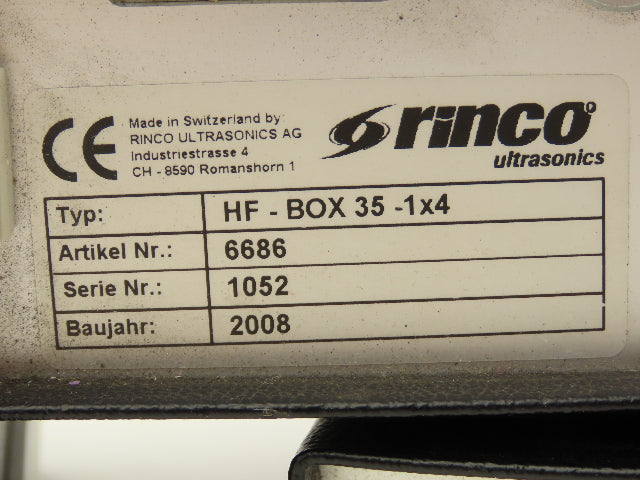 CE
Made in Switzerland by:
RINCO ULTRASONICS AG
Industriestrasse 4
CH - 8590 Romanshorn 1
rinco
ultrasonics
Typ: HF - BOX 35 -1x4
Artikel Nr.: 6686
Serie Nr.: 1052
Baujahr: 2008